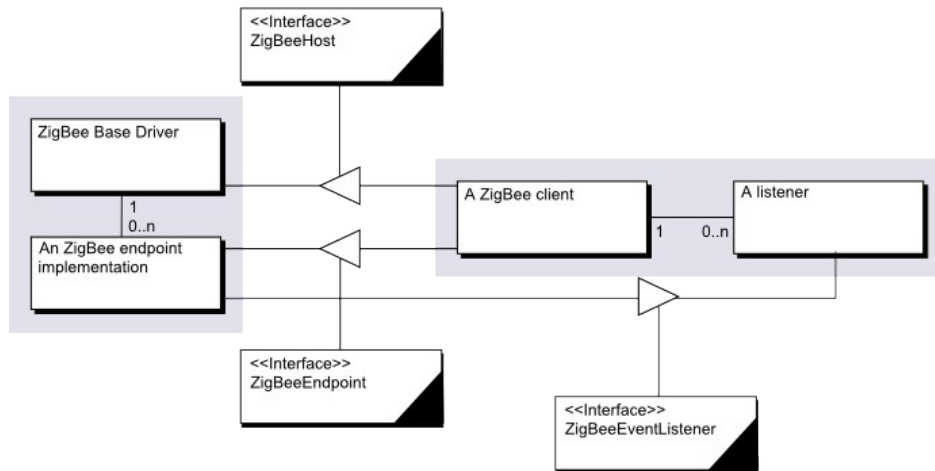 <<Interface>>
ZigBeeHost
ZigBee Base Driver
1
0..n
An ZigBee endpoint
implementation
A ZigBee client
1
0..n
A listener
<<Interface>>
ZigBeeEndpoint
<<Interface>>
ZigBeeEventListener